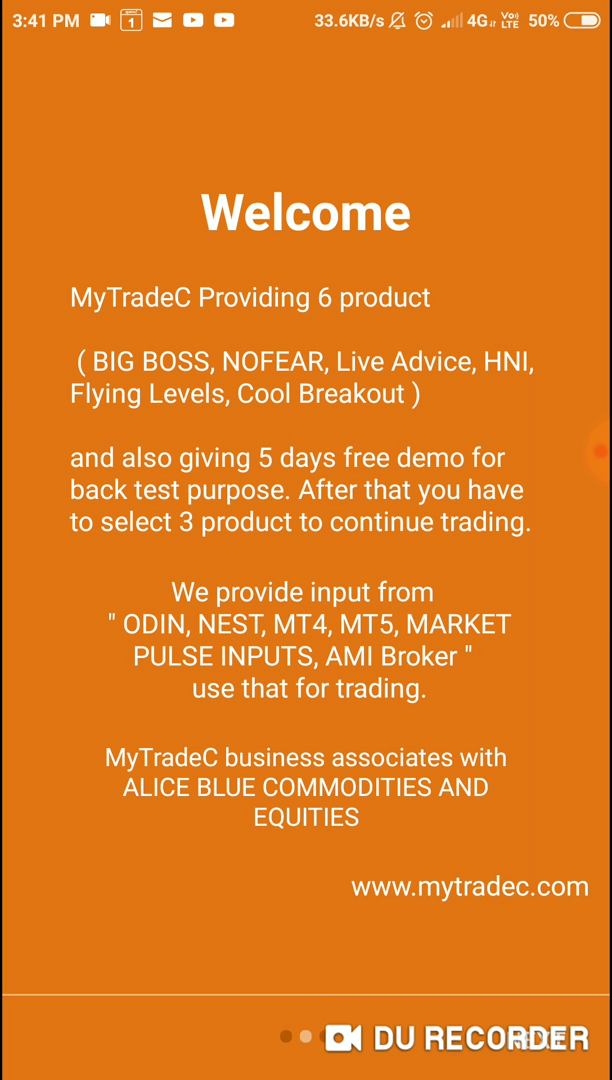 3:41 PM 1 33.6KB/s 4G VoLTE 50%
Welcome
MyTradeC Providing 6 product
( BIG BOSS, NOFEAR, Live Advice, HNI,
Flying Levels, Cool Breakout )
and also giving 5 days free demo for
back test purpose. After that you have
to select 3 product to continue trading.
We provide input from
" ODIN, NEST, MT4, MT5, MARKET
PULSE INPUTS, AMI Broker "
use that for trading.
MyTradeC business associates with
ALICE BLUE COMMODITIES AND
EQUITIES
www.mytradec.com
DU RECORDER